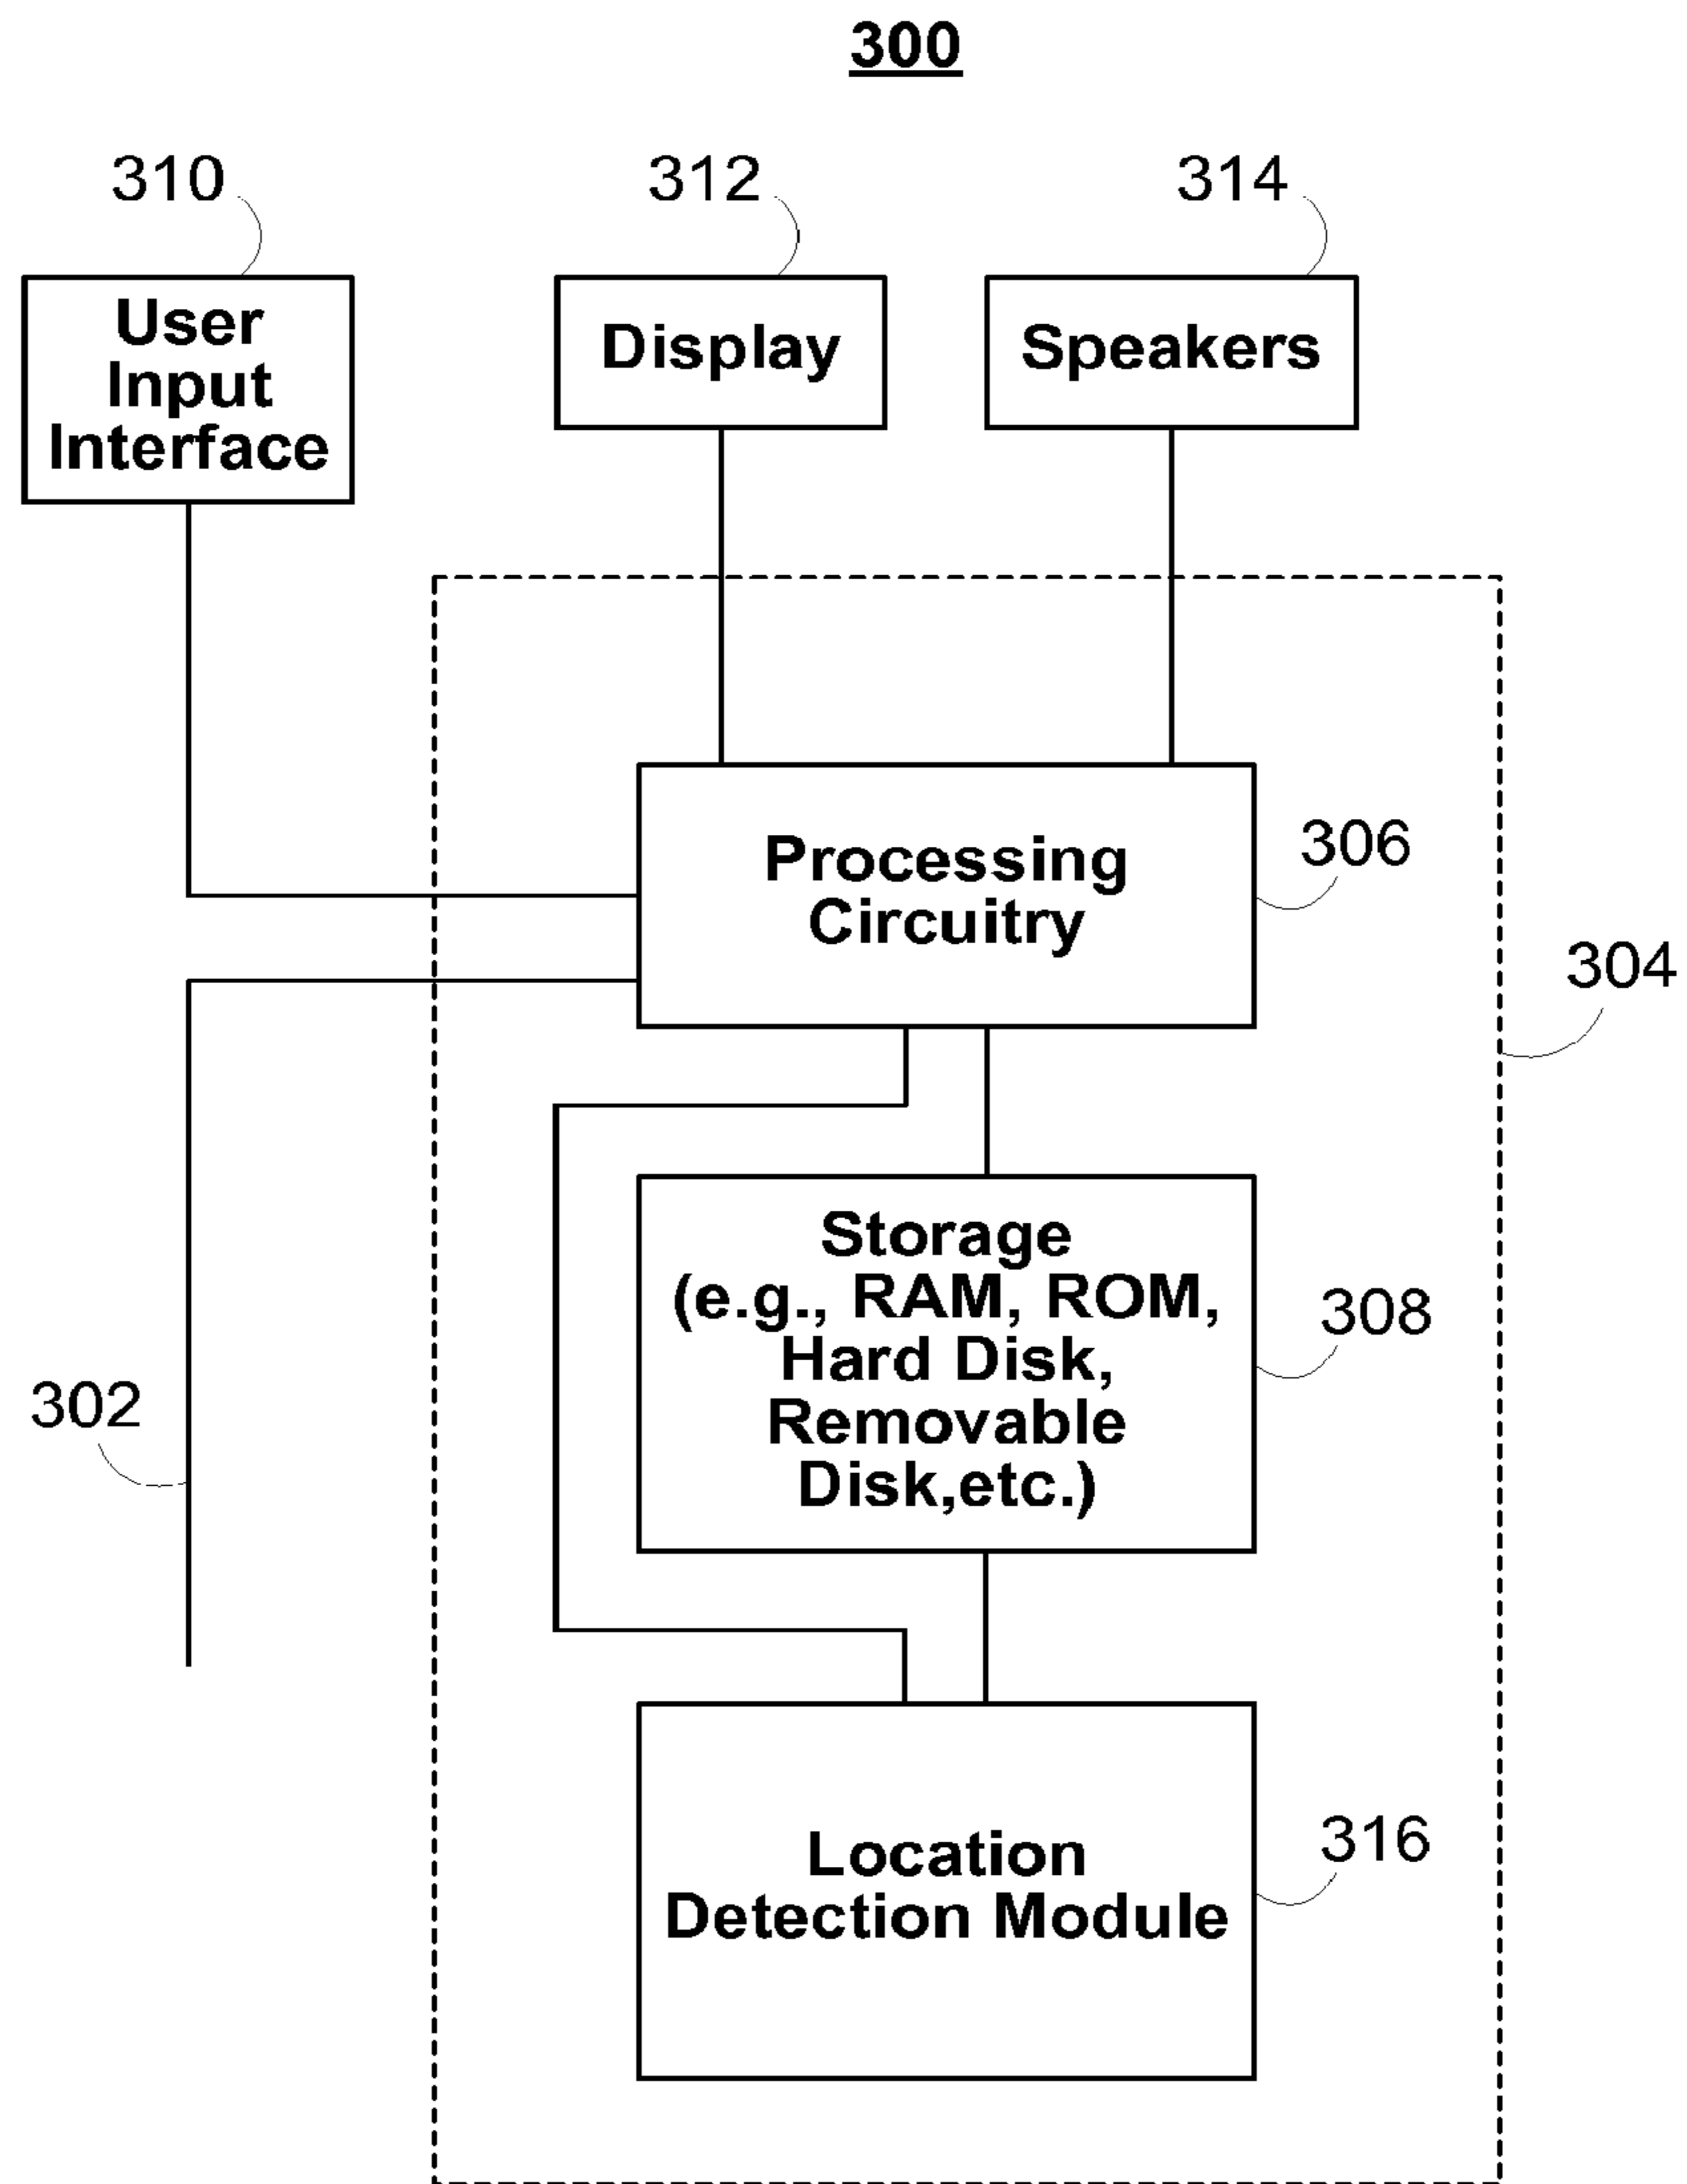 300
310
312
314
User
Input
Interface
Display
Speakers
Processing
Circuitry
306
304
Storage
(e.g., RAM, ROM,
Hard Disk,
Removable
Disk,etc.)
308
302
Location
Detection Module
316